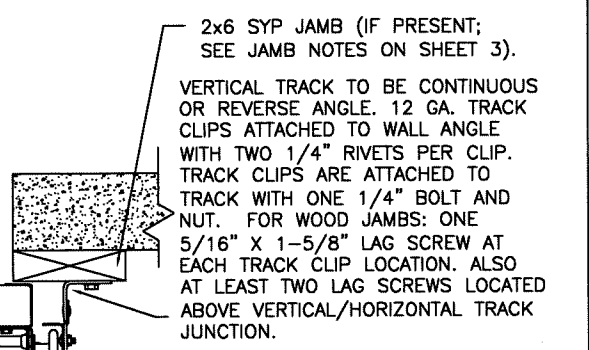 2x6 SYP JAMB (IF PRESENT;
SEE JAMB NOTES ON SHEET 3).
VERTICAL TRACK TO BE CONTINUOUS
OR REVERSE ANGLE. 12 GA. TRACK
CLIPS ATTACHED TO WALL ANGLE
WITH TWO 1/4" RIVETS PER CLIP.
TRACK CLIPS ARE ATTACHED TO
TRACK WITH ONE 1/4" BOLT AND
NUT. FOR WOOD JAMBS: ONE
5/16" X 1-5/8" LAG SCREW AT
EACH TRACK CLIP LOCATION. ALSO
AT LEAST TWO LAG SCREWS LOCATED
ABOVE VERTICAL/HORIZONTAL TRACK
JUNCTION.